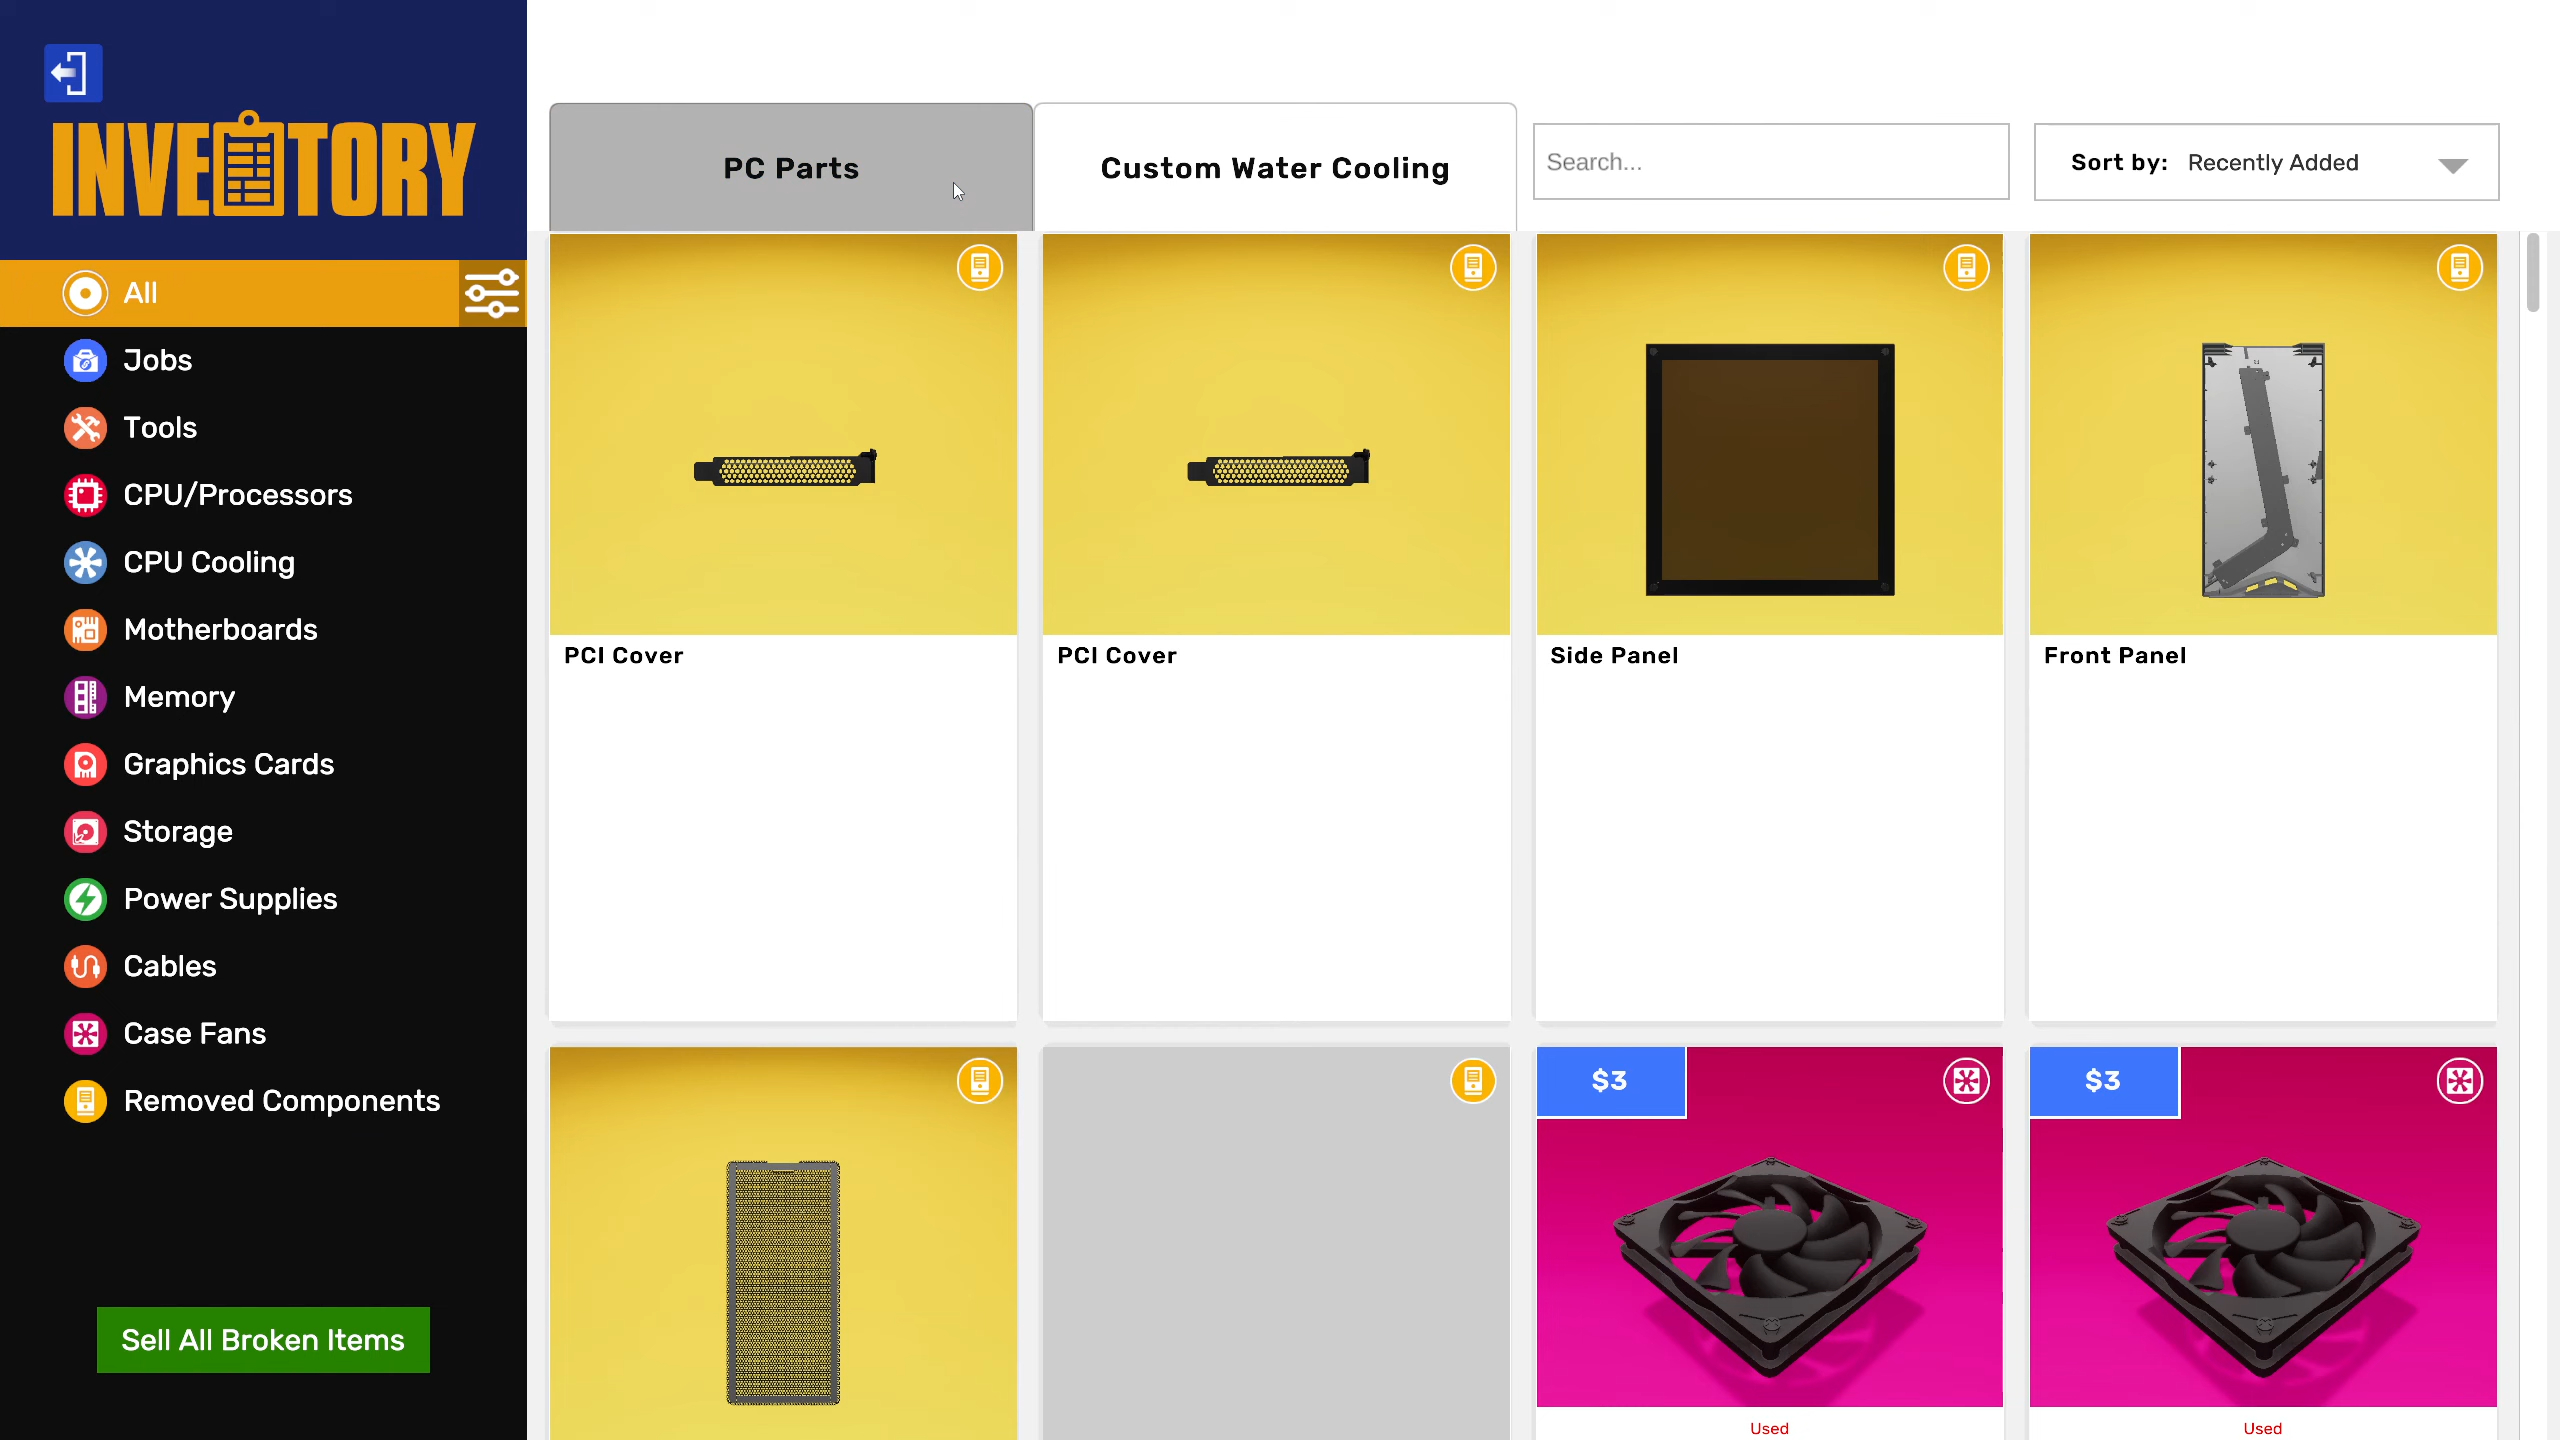 INVENTORY
All
Jobs
Tools
CPU/Processors
CPU Cooling
Motherboards
Memory
Graphics Cards
Storage
Power Supplies
Cables
Case Fans
Removed Components
Sell All Broken Items
PC Parts
Custom Water Cooling
Search...
Sort by: Recently Added
PCI Cover
PCI Cover
Side Panel
Front Panel
$3
$3
Used
Used